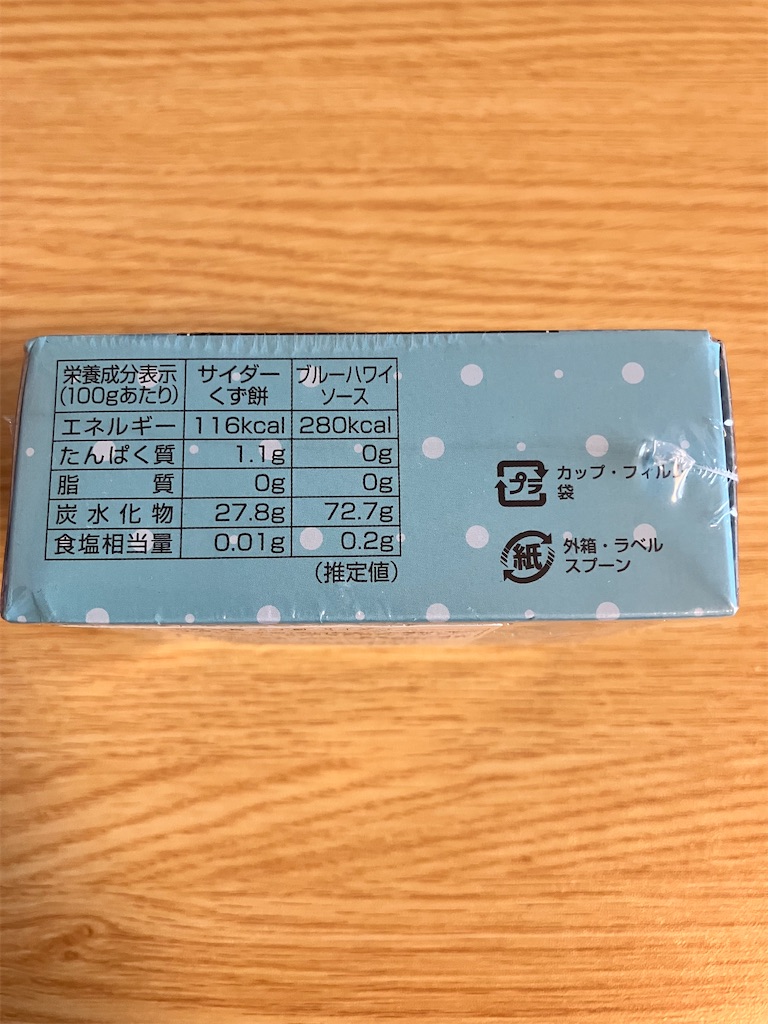 栄養成分表示 サイダー ブルーハワイ
(100gあたり) くず餅 ソース
エネルギー 116kcal 280kcal
たんぱく質 1.1g 0g
脂質 0g 0g
炭水化物 27.8g 72.7g
食塩相当量 0.01g 0.2g
(推定値)
プラ カップ・フィルム
袋
紙 外箱・ラベル
スプーン